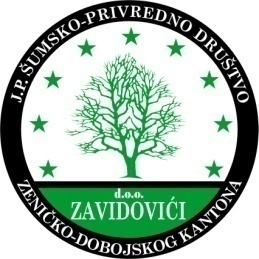 J.P. ŠUMSKO-PRIVREDNO DRUŠTVO
d.o.o.
ZAVIDOVIĆI
ZENIČKO-DOBOJSKOG KANTONA